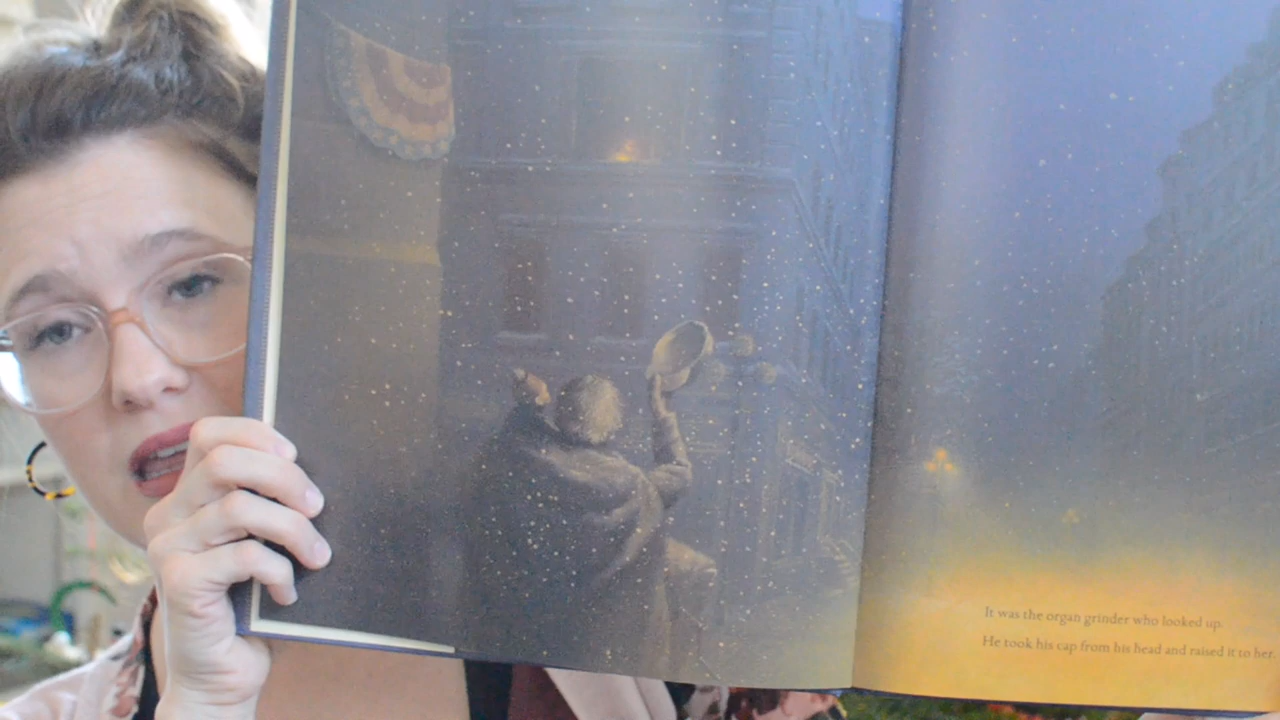 It was the organ grinder who looked up.
He took his cap from his head and raised it to her.